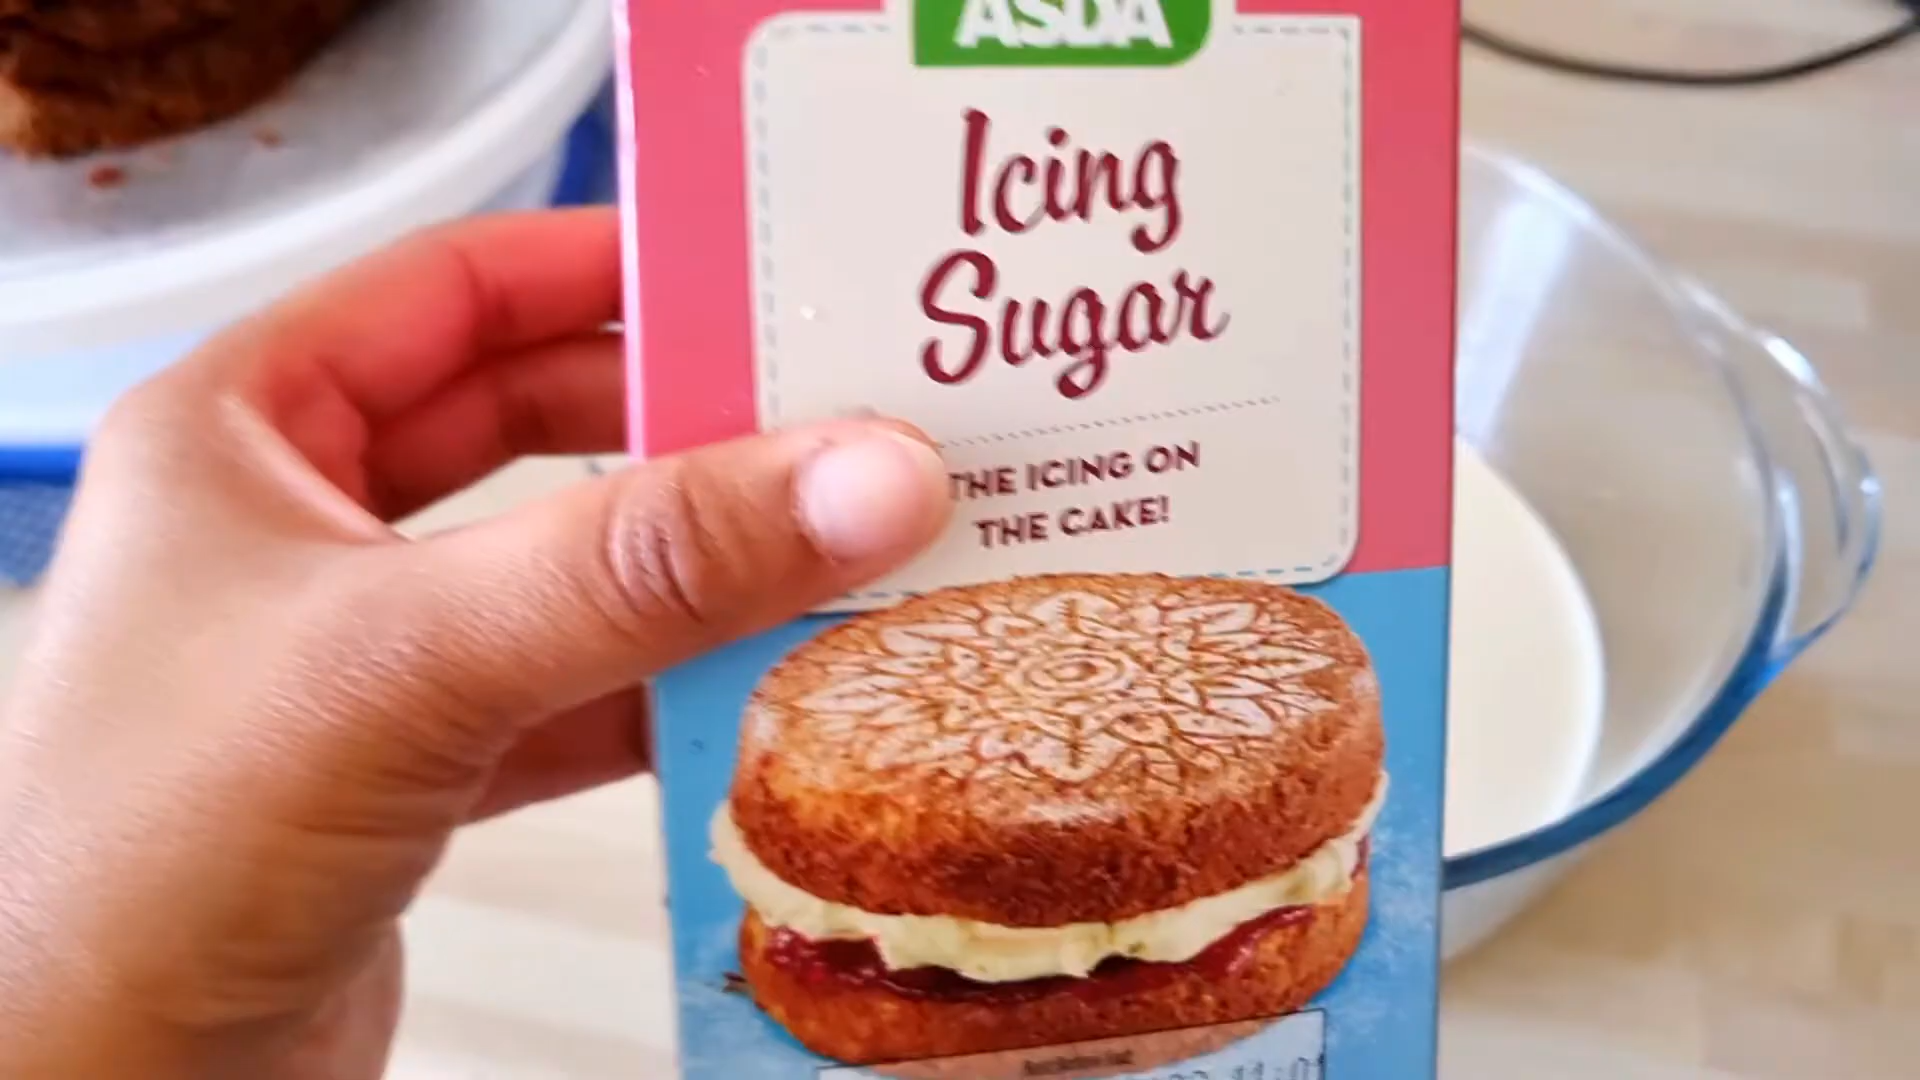 ASDA
Icing
Sugar
THE ICING ON
THE CAKE!